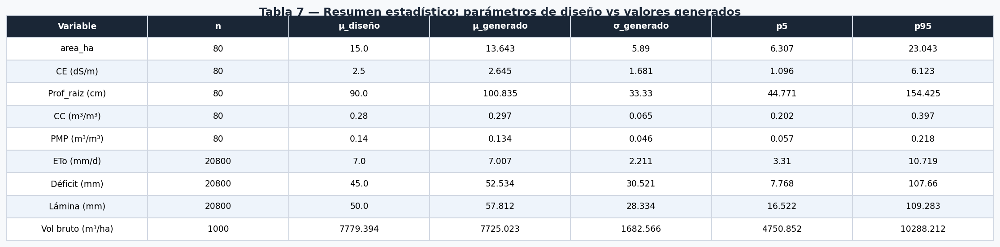 Tabla 7 — Resumen estadístico: parámetros de diseño vs valores generados
Variable n μ_diseño μ_generado σ_generado p5 p95
area_ha 80 15.0 13.643 5.89 6.307 23.043
CE (dS/m) 80 2.5 2.645 1.681 1.096 6.123
Prof_raiz (cm) 80 90.0 100.835 33.33 44.771 154.425
CC (m³/m³) 80 0.28 0.297 0.065 0.202 0.397
PMP (m³/m³) 80 0.14 0.134 0.046 0.057 0.218
ETo (mm/d) 20800 7.0 7.007 2.211 3.31 10.719
Déficit (mm) 20800 45.0 52.534 30.521 7.768 107.66
Lámina (mm) 20800 50.0 57.812 28.334 16.522 109.283
Vol bruto (m³/ha) 1000 7779.394 7725.023 1682.566 4750.852 10288.212